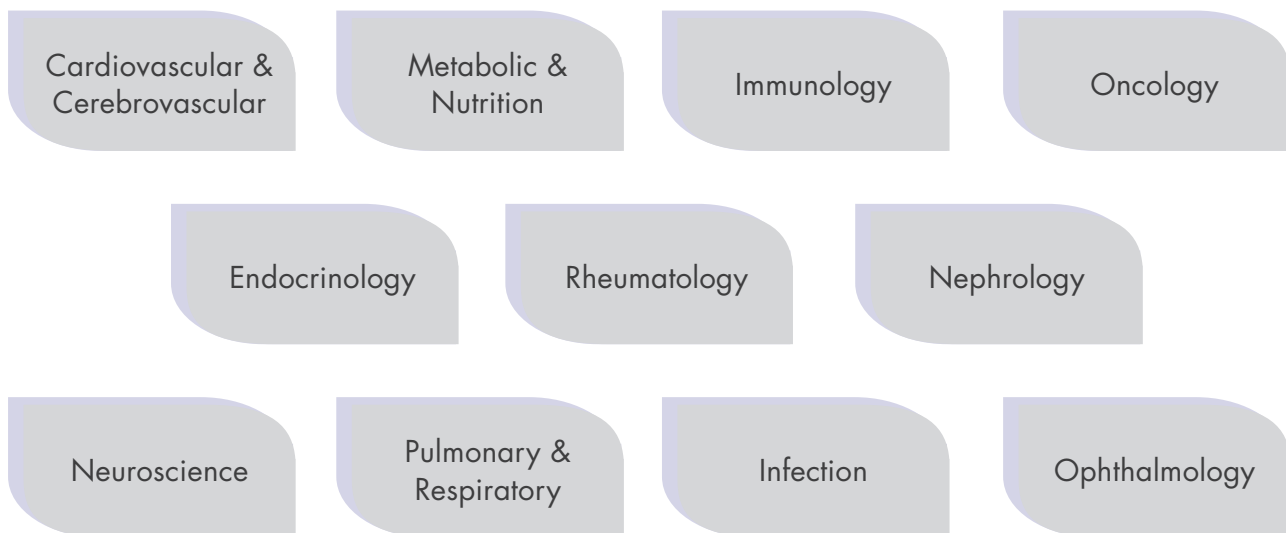 Cardiovascular &
Cerebrovascular
Metabolic &
Nutrition
Immunology
Oncology
Endocrinology
Rheumatology
Nephrology
Neuroscience
Pulmonary &
Respiratory
Infection
Ophthalmology